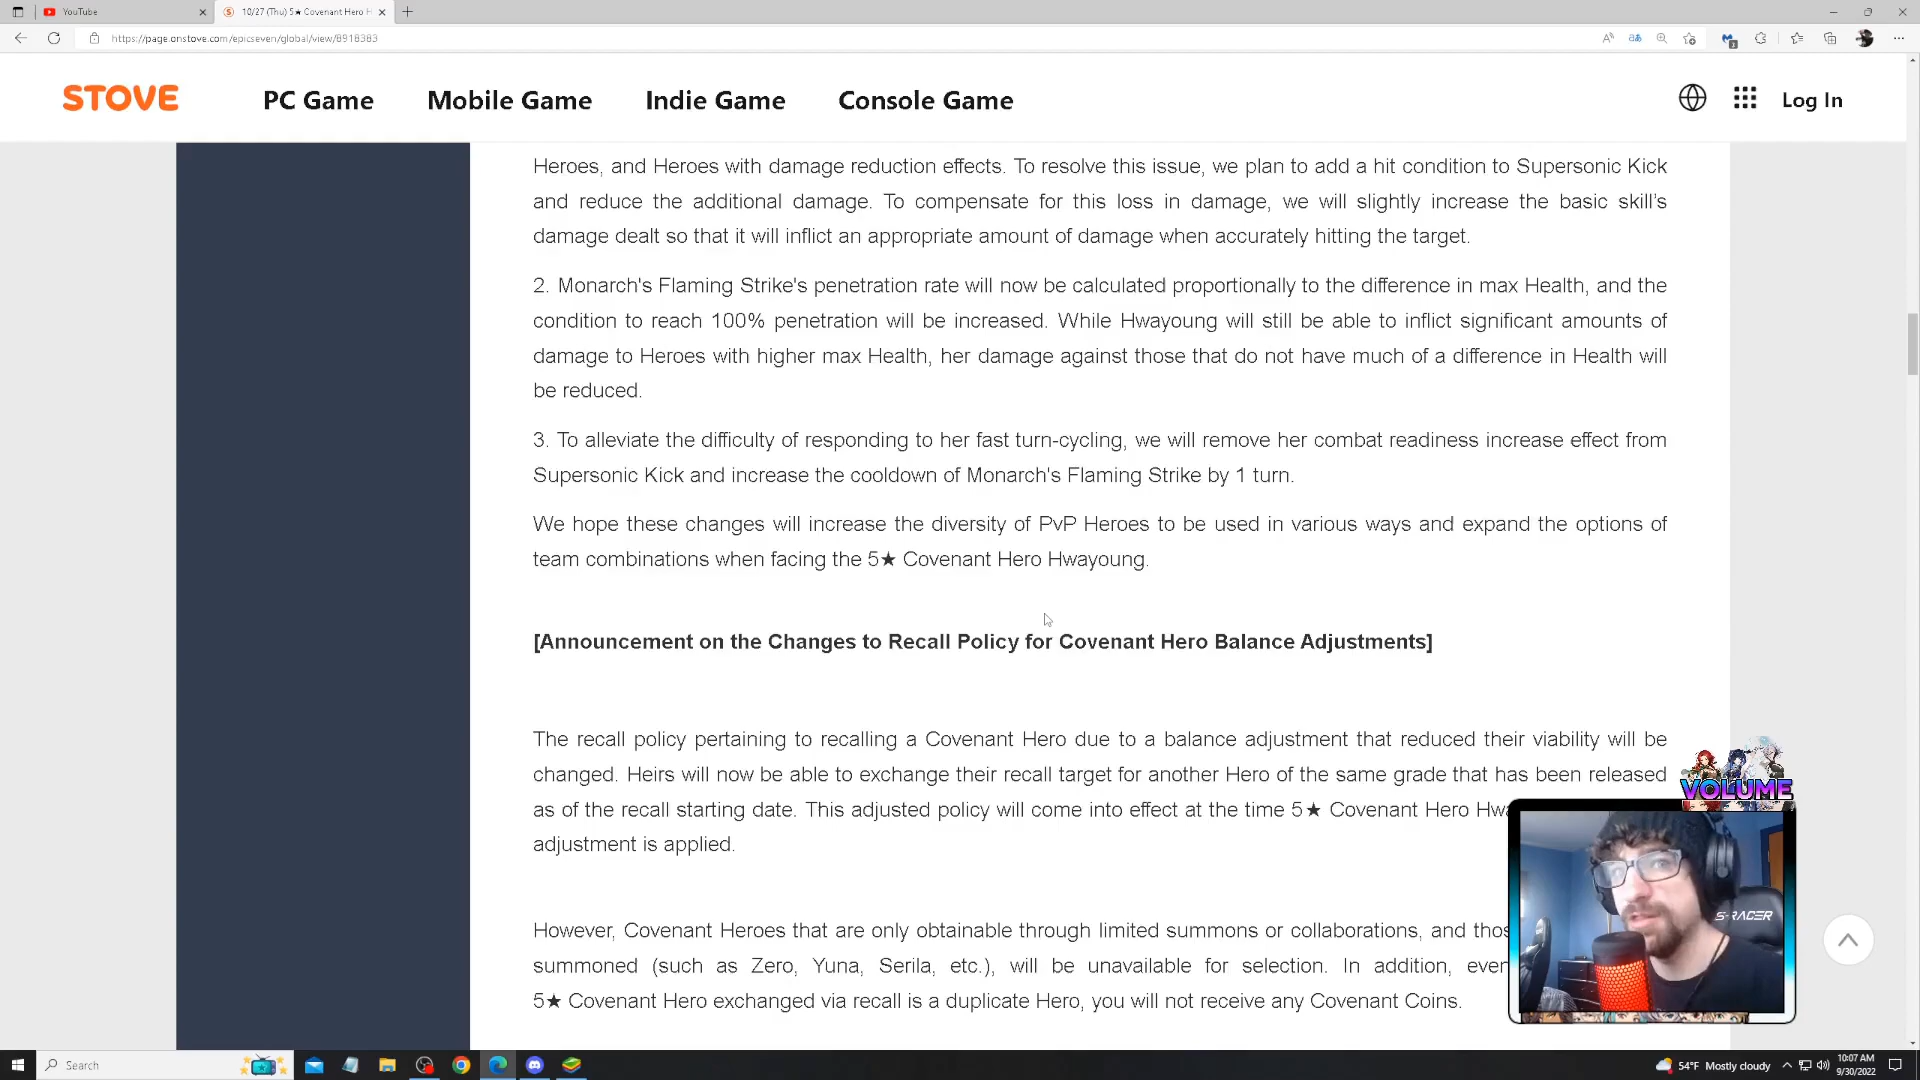 YouTube
10/27 (Thu) 5★ Covenant Hero H
https://page.onstove.com/epicseven/global/view/8918383
STOVE
PC Game
Mobile Game
Indie Game
Console Game
Log In
Heroes, and Heroes with damage reduction effects. To resolve this issue, we plan to add a hit condition to Supersonic Kick
and reduce the additional damage. To compensate for this loss in damage, we will slightly increase the basic skill's
damage dealt so that it will inflict an appropriate amount of damage when accurately hitting the target.
2. Monarch's Flaming Strike's penetration rate will now be calculated proportionally to the difference in max Health, and the
condition to reach 100% penetration will be increased. While Hwayoung will still be able to inflict significant amounts of
damage to Heroes with higher max Health, her damage against those that do not have much of a difference in Health will
be reduced.
3. To alleviate the difficulty of responding to her fast turn-cycling, we will remove her combat readiness increase effect from
Supersonic Kick and increase the cooldown of Monarch's Flaming Strike by 1 turn.
We hope these changes will increase the diversity of PvP Heroes to be used in various ways and expand the options of
team combinations when facing the 5★ Covenant Hero Hwayoung.
[Announcement on the Changes to Recall Policy for Covenant Hero Balance Adjustments]
The recall policy pertaining to recalling a Covenant Hero due to a balance adjustment that reduced their viability will be
changed. Heirs will now be able to exchange their recall target for another Hero of the same grade that has been released
as of the recall starting date. This adjusted policy will come into effect at the time 5★ Covenant Hero Hwa
adjustment is applied.
However, Covenant Heroes that are only obtainable through limited summons or collaborations, and thos
summoned (such as Zero, Yuna, Serila, etc.), will be unavailable for selection. In addition, even
5★ Covenant Hero exchanged via recall is a duplicate Hero, you will not receive any Covenant Coins.
VOLUME
S-RACER
Search
54°F Mostly cloudy
10:07 AM
9/30/2022